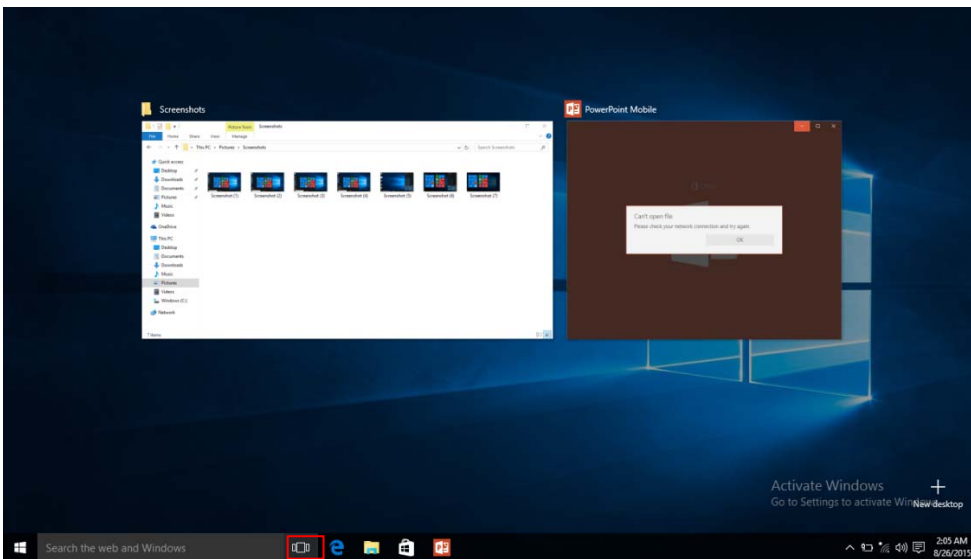 Screenshots
PowerPoint Mobile
Picture Tools Screenshots
File Home Share View Manage
This PC › Pictures › Screenshots
Search Screenshots
Quick access
Desktop
Downloads
Documents
Pictures
Music
Videos
OneDrive
This PC
Desktop
Documents
Downloads
Music
Pictures
Videos
Windows (C:)
Network
Screenshot (1) Screenshot (2) Screenshot (3) Screenshot (4) Screenshot (5) Screenshot (6) Screenshot (7)
7 items
Can't open file
Please check your network connection and try again.
OK
Activate Windows
Go to Settings to activate Windows.
New desktop
Search the web and Windows
2:05 AM
8/26/2015